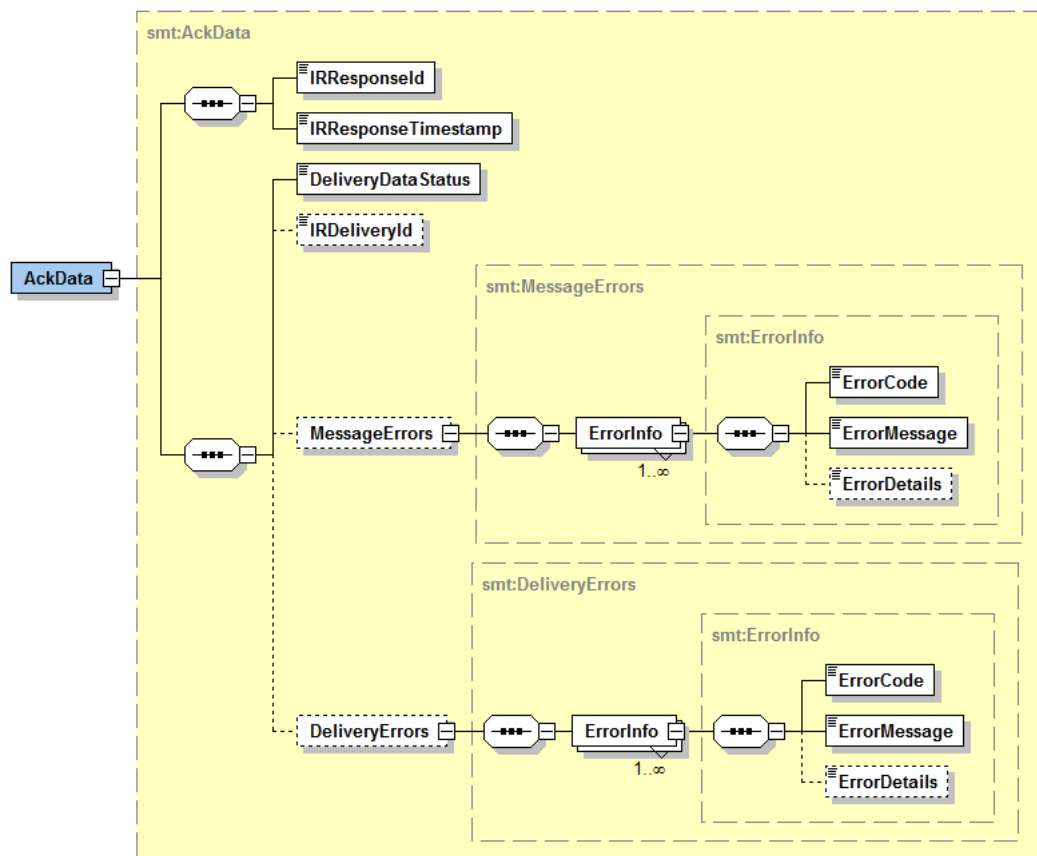 smt:AckData
IRResponseId
IRResponseTimestamp
DeliveryDataStatus
IRDeliveryId
AckData
smt:MessageErrors
smt:ErrorInfo
ErrorCode
MessageErrors
ErrorInfo
ErrorMessage
1..∞
ErrorDetails
smt:DeliveryErrors
smt:ErrorInfo
ErrorCode
DeliveryErrors
ErrorInfo
ErrorMessage
1..∞
ErrorDetails